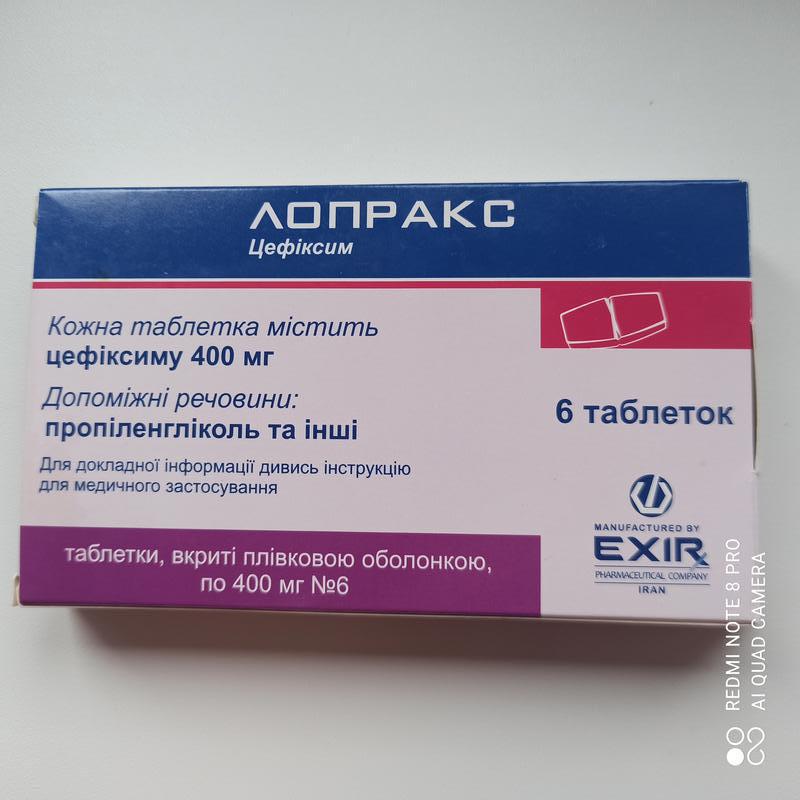 ЛОПРАКС
Цефіксим
Кожна таблетка містить
цефіксиму 400 мг
Допоміжні речовини:
пропіленгліколь та інші
Для докладної інформації дивись інструкцію
для медичного застосування
6 таблеток
MANUFACTURED BY
EXIR
PHARMACEUTICAL COMPANY
IRAN
таблетки, вкриті плівковою оболонкою,
по 400 мг №6
REDMI NOTE 8 PRO
AI QUAD CAMERA